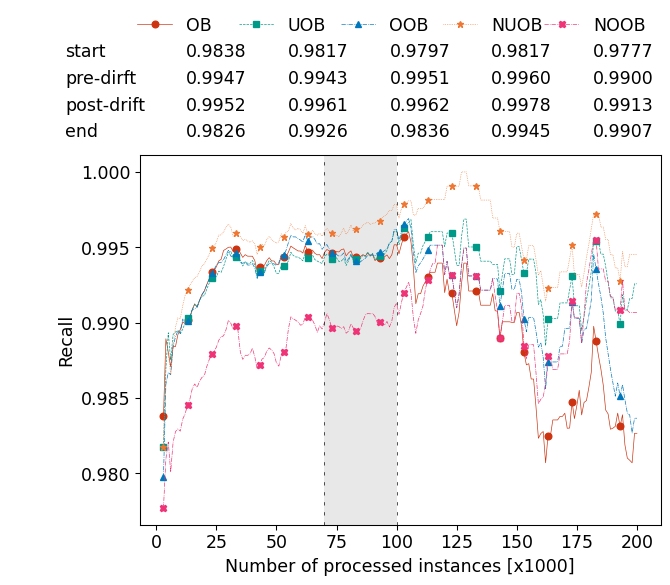 OB UOB OOB NUOB NOOB
start 0.9838 0.9817 0.9797 0.9817 0.9777
pre-dirft 0.9947 0.9943 0.9951 0.9960 0.9900
post-drift 0.9952 0.9961 0.9962 0.9978 0.9913
end 0.9826 0.9926 0.9836 0.9945 0.9907
1.000
0.995
0.990
0.985
0.980
Recall
0 25 50 75 100 125 150 175 200
Number of processed instances [x1000]